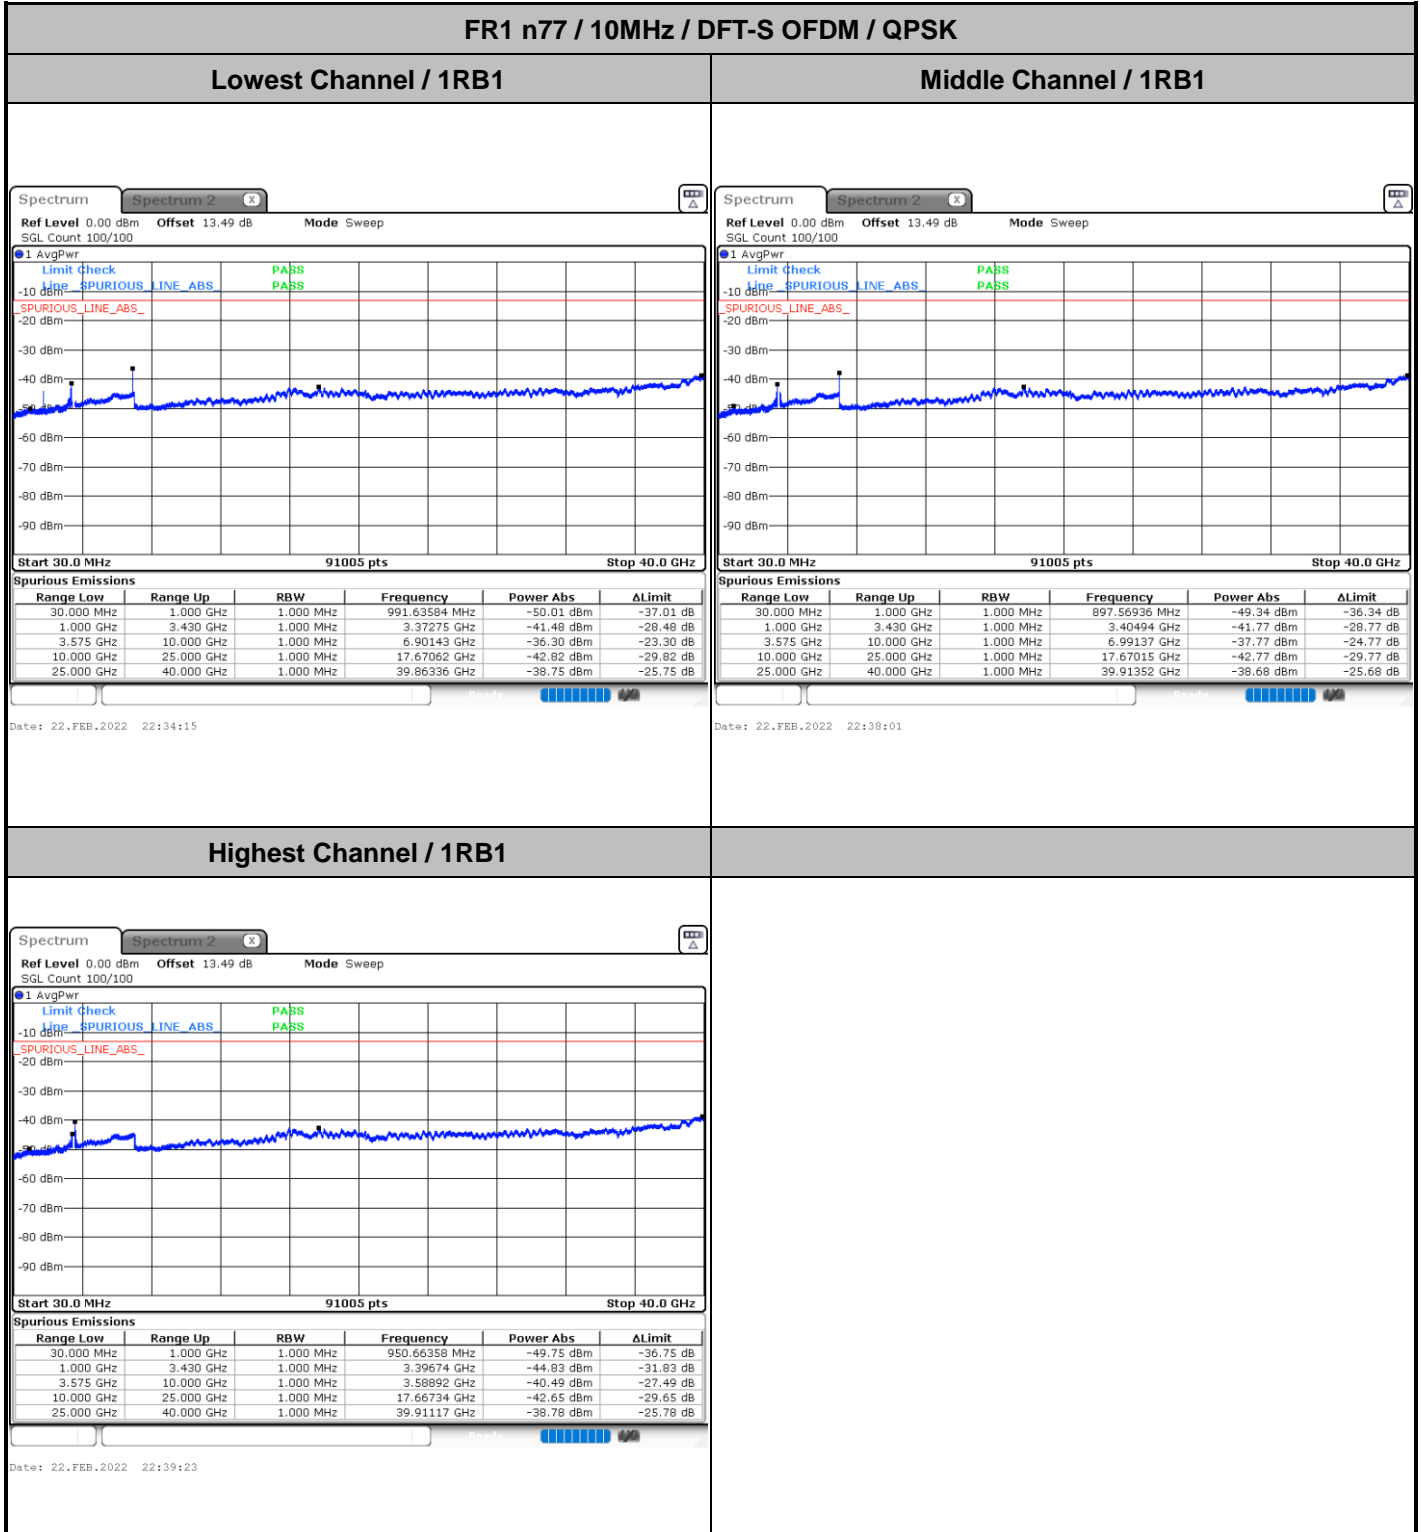 FR1 n77 / 10MHz / DFT-S OFDM / QPSK
Lowest Channel / 1RB1
Middle Channel / 1RB1
Spectrum Spectrum 2 X
Ref Level 0.00 dBm Offset 13.49 dB Mode Sweep
SGL Count 100/100
1 AvgPwr
Limit Check PASS
Line _SPURIOUS_LINE_ABS_ PASS
-10 dBm
_SPURIOUS_LINE_ABS_
-20 dBm
-30 dBm
-40 dBm
-50 dBm
-60 dBm
-70 dBm
-80 dBm
-90 dBm
Start 30.0 MHz 91005 pts Stop 40.0 GHz
Spurious Emissions
Range Low Range Up RBW Frequency Power Abs ΔLimit
30.000 MHz 1.000 GHz 1.000 MHz 991.63584 MHz -50.01 dBm -37.01 dB
1.000 GHz 3.430 GHz 1.000 MHz 3.37275 GHz -41.48 dBm -28.48 dB
3.575 GHz 10.000 GHz 1.000 MHz 6.90143 GHz -36.30 dBm -23.30 dB
10.000 GHz 25.000 GHz 1.000 MHz 17.67062 GHz -42.82 dBm -29.82 dB
25.000 GHz 40.000 GHz 1.000 MHz 39.86336 GHz -38.75 dBm -25.75 dB
Date: 22.FEB.2022 22:34:15
Spectrum Spectrum 2 X
Ref Level 0.00 dBm Offset 13.49 dB Mode Sweep
SGL Count 100/100
1 AvgPwr
Limit Check PASS
Line _SPURIOUS_LINE_ABS_ PASS
-10 dBm
_SPURIOUS_LINE_ABS_
-20 dBm
-30 dBm
-40 dBm
-50 dBm
-60 dBm
-70 dBm
-80 dBm
-90 dBm
Start 30.0 MHz 91005 pts Stop 40.0 GHz
Spurious Emissions
Range Low Range Up RBW Frequency Power Abs ΔLimit
30.000 MHz 1.000 GHz 1.000 MHz 897.56936 MHz -49.34 dBm -36.34 dB
1.000 GHz 3.430 GHz 1.000 MHz 3.40494 GHz -41.77 dBm -28.77 dB
3.575 GHz 10.000 GHz 1.000 MHz 6.99137 GHz -37.77 dBm -24.77 dB
10.000 GHz 25.000 GHz 1.000 MHz 17.67015 GHz -42.77 dBm -29.77 dB
25.000 GHz 40.000 GHz 1.000 MHz 39.91352 GHz -38.68 dBm -25.68 dB
Ready
Date: 22.FEB.2022 22:38:01
Highest Channel / 1RB1
Spectrum Spectrum 2 X
Ref Level 0.00 dBm Offset 13.49 dB Mode Sweep
SGL Count 100/100
1 AvgPwr
Limit Check PASS
Line _SPURIOUS_LINE_ABS_ PASS
-10 dBm
_SPURIOUS_LINE_ABS_
-20 dBm
-30 dBm
-40 dBm
-50 dBm
-60 dBm
-70 dBm
-80 dBm
-90 dBm
Start 30.0 MHz 91005 pts Stop 40.0 GHz
Spurious Emissions
Range Low Range Up RBW Frequency Power Abs ΔLimit
30.000 MHz 1.000 GHz 1.000 MHz 950.66358 MHz -49.75 dBm -36.75 dB
1.000 GHz 3.430 GHz 1.000 MHz 3.39674 GHz -44.83 dBm -31.83 dB
3.575 GHz 10.000 GHz 1.000 MHz 3.58892 GHz -40.49 dBm -27.49 dB
10.000 GHz 25.000 GHz 1.000 MHz 17.66734 GHz -42.65 dBm -29.65 dB
25.000 GHz 40.000 GHz 1.000 MHz 39.91117 GHz -38.78 dBm -25.78 dB
Ready
Date: 22.FEB.2022 22:39:23